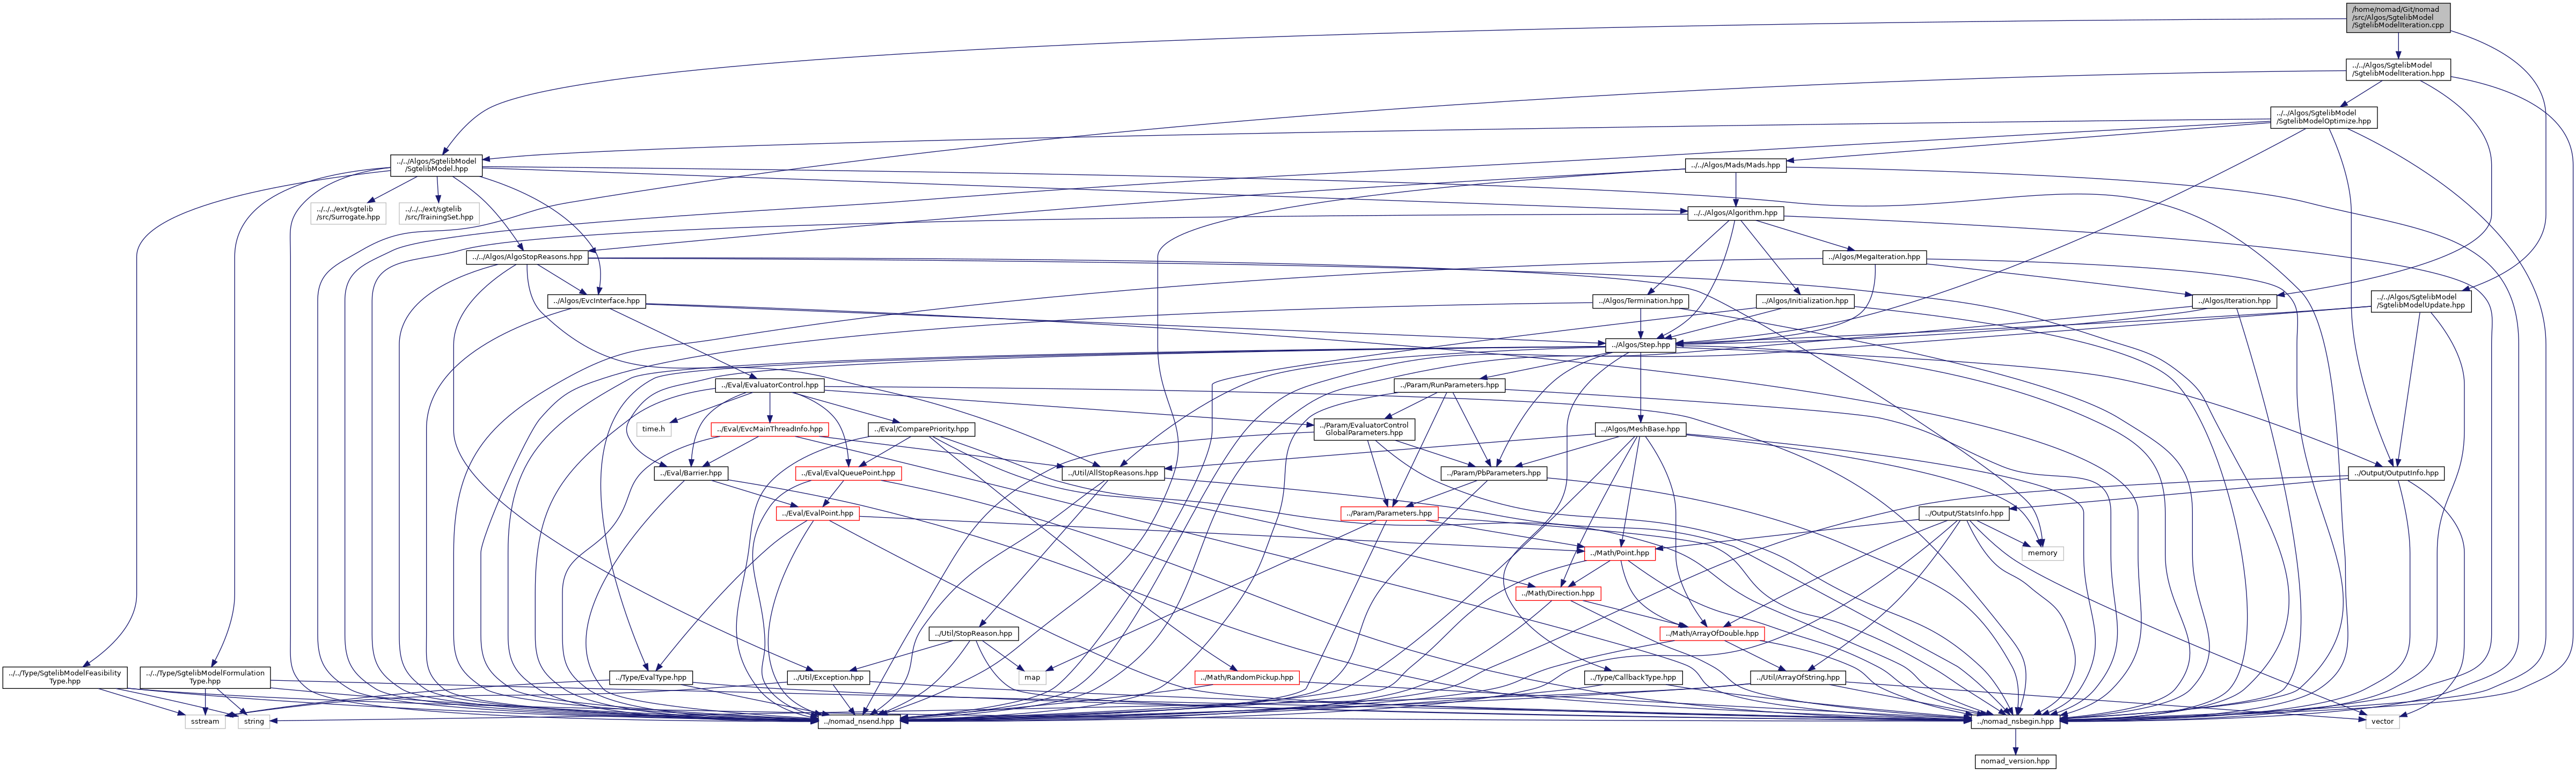 /home/nomad/Git/nomad
/src/Algos/SgtelibModel
/SgtelibModelIteration.cpp
../../Algos/SgtelibModel
/SgtelibModelIteration.hpp
../../Algos/SgtelibModel
/SgtelibModelOptimize.hpp
../../Algos/SgtelibModel
/SgtelibModel.hpp
../../Algos/Mads/Mads.hpp
../../../ext/sgtelib
/src/Surrogate.hpp
../../../ext/sgtelib
/src/TrainingSet.hpp
../../Algos/Algorithm.hpp
../../Algos/AlgoStopReasons.hpp
../Algos/MegaIteration.hpp
../Algos/EvcInterface.hpp
../Algos/Termination.hpp
../Algos/Initialization.hpp
../Algos/Iteration.hpp
../../Algos/SgtelibModel
/SgtelibModelUpdate.hpp
../Algos/Step.hpp
../Eval/EvaluatorControl.hpp
../Param/RunParameters.hpp
time.h
../Eval/EvcMainThreadInfo.hpp
../Eval/ComparePriority.hpp
../Param/EvaluatorControl
GlobalParameters.hpp
../Algos/MeshBase.hpp
../Eval/Barrier.hpp
../Eval/EvalQueuePoint.hpp
../Util/AllStopReasons.hpp
../Param/PbParameters.hpp
../Output/OutputInfo.hpp
../Eval/EvalPoint.hpp
../Param/Parameters.hpp
../Output/StatsInfo.hpp
../Math/Point.hpp
memory
../Math/Direction.hpp
../Util/StopReason.hpp
../Math/ArrayOfDouble.hpp
../../Type/SgtelibModelFeasibility
Type.hpp
../../Type/SgtelibModelFormulation
Type.hpp
../Type/EvalType.hpp
../Util/Exception.hpp
map
../Math/RandomPickup.hpp
../Type/CallbackType.hpp
../Util/ArrayOfString.hpp
sstream
string
../nomad_nsend.hpp
../nomad_nsbegin.hpp
vector
nomad_version.hpp